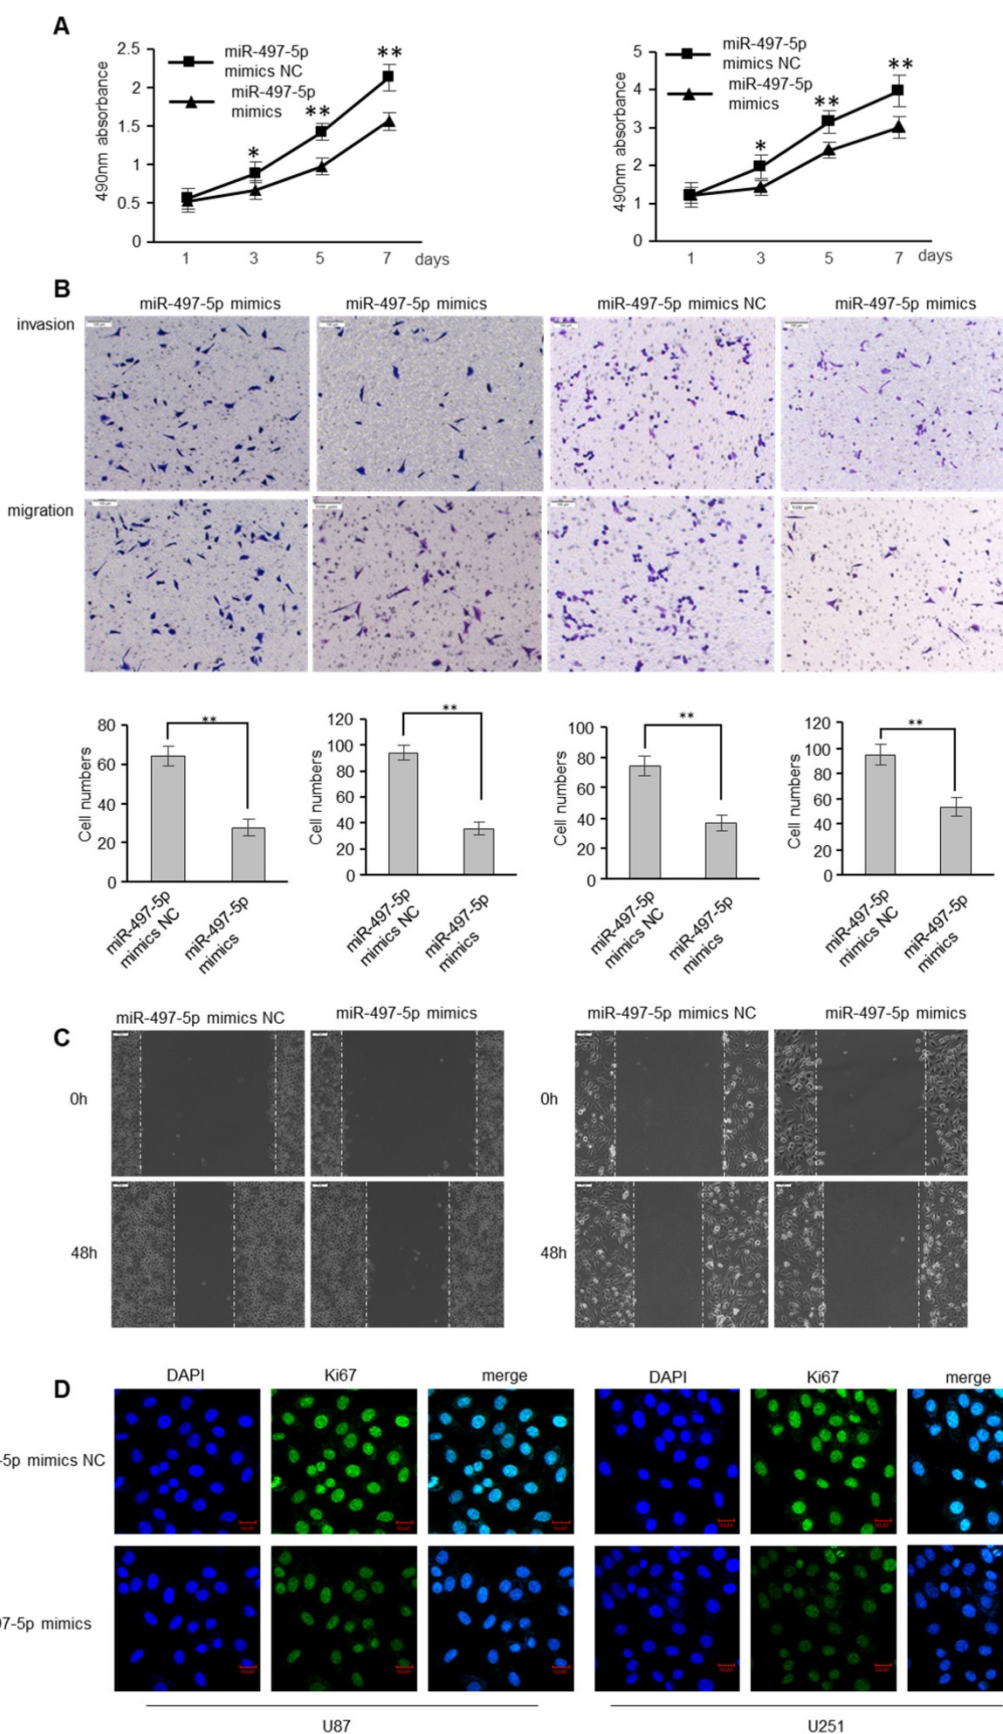 A
2.5
2
1.5
1
0.5
0
490nm absorbance
miR-497-5p
mimics NC
miR-497-5p
mimics
*
**
**
1 3 5 7 days
5
4
3
2
1
0
490nm absorbance
miR-497-5p
mimics NC
miR-497-5p
mimics
*
**
**
1 3 5 7 days
B
miR-497-5p mimics miR-497-5p mimics miR-497-5p mimics NC miR-497-5p mimics
invasion
migration
80
60
40
20
0
Cell numbers
**
miR-497-5p
mimics NC
miR-497-5p
mimics
120
100
80
60
40
20
0
Cell numbers
**
miR-497-5p
mimics NC
miR-497-5p
mimics
100
80
60
40
20
0
Cell numbers
**
miR-497-5p
mimics NC
miR-497-5p
mimics
120
100
80
60
40
20
0
Cell numbers
**
miR-497-5p
mimics NC
miR-497-5p
mimics
C
miR-497-5p mimics NC miR-497-5p mimics miR-497-5p mimics NC miR-497-5p mimics
0h 0h
48h 48h
D
DAPI Ki67 merge DAPI Ki67 merge
-5p mimics NC
97-5p mimics
U87 U251